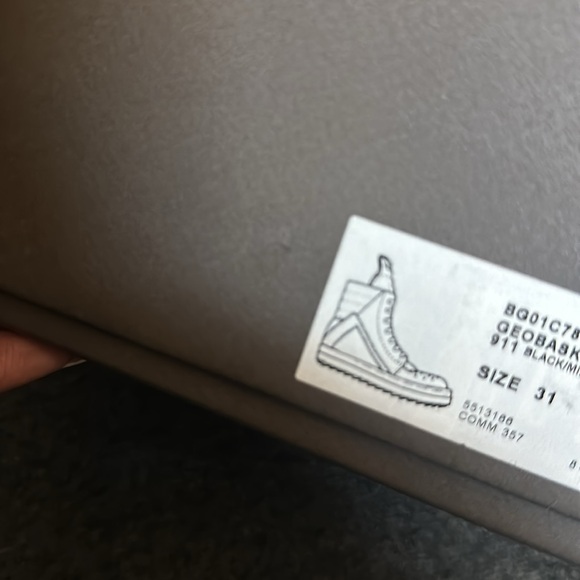 BG01C78
GEOBASK
911 BLACK/MI
SIZE 31
5513166
COMM 357